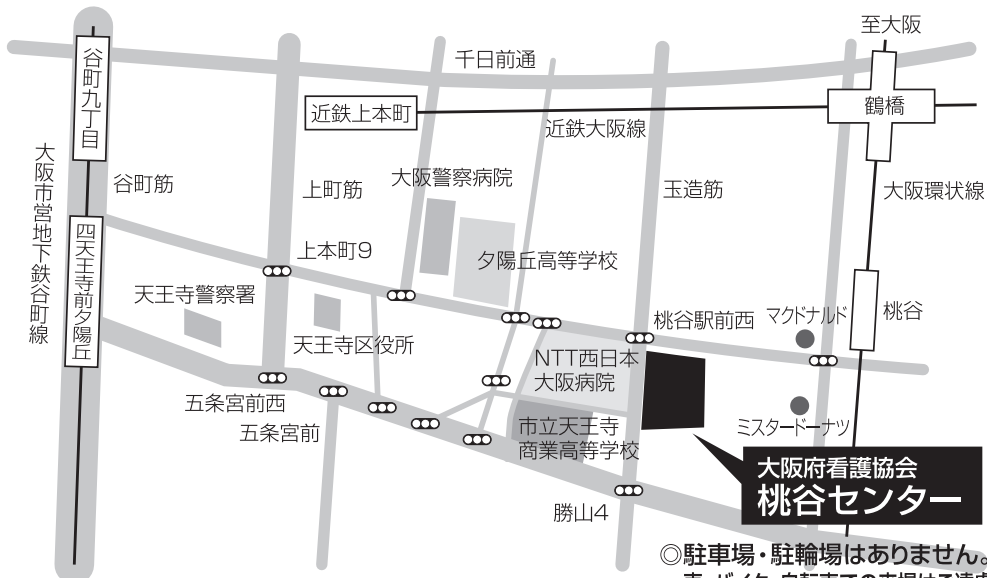 至大阪
千日前通
谷町九丁目
近鉄上本町
鶴橋
近鉄大阪線
大阪市営地下鉄谷町線
谷町筋
上町筋
大阪警察病院
玉造筋
大阪環状線
四天王寺前夕陽丘
上本町9
夕陽丘高等学校
天王寺警察署
天王寺区役所
桃谷駅前西
マクドナルド
桃谷
NTT西日本
大阪病院
五条宮前西
五条宮前
市立天王寺
商業高等学校
ミスタードーナツ
大阪府看護協会
桃谷センター
勝山4
◎駐車場・駐輪場はありません。